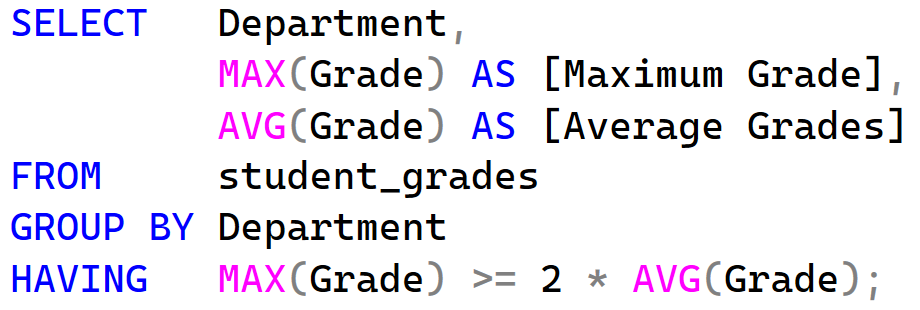 SELECT Department,
MAX(Grade) AS [Maximum Grade],
AVG(Grade) AS [Average Grades]
FROM student_grades
GROUP BY Department
HAVING MAX(Grade) >= 2 * AVG(Grade);